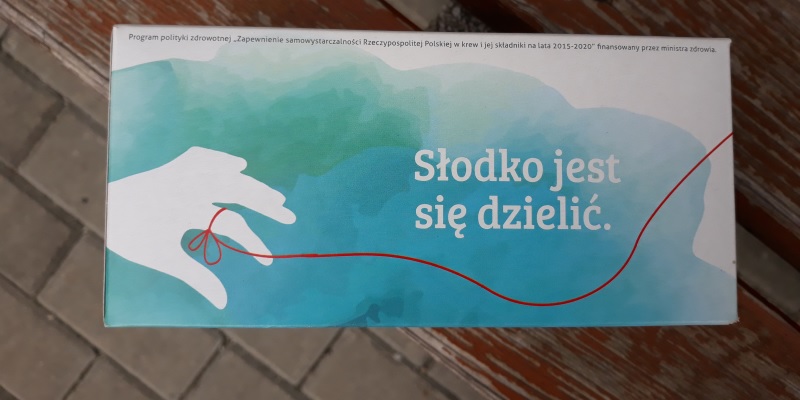 Program polityki zdrowotnej „Zapewnienie samowystarczalności Rzeczypospolitej Polskiej w krew i jej składniki na lata 2015-2020” finansowany przez ministra zdrowia.
Słodko jest
się dzielić.